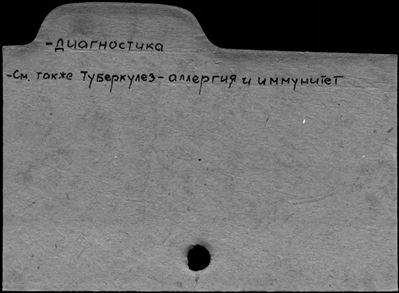 -Диагностика
-См. также Туберкулез-аллергия и иммунитет